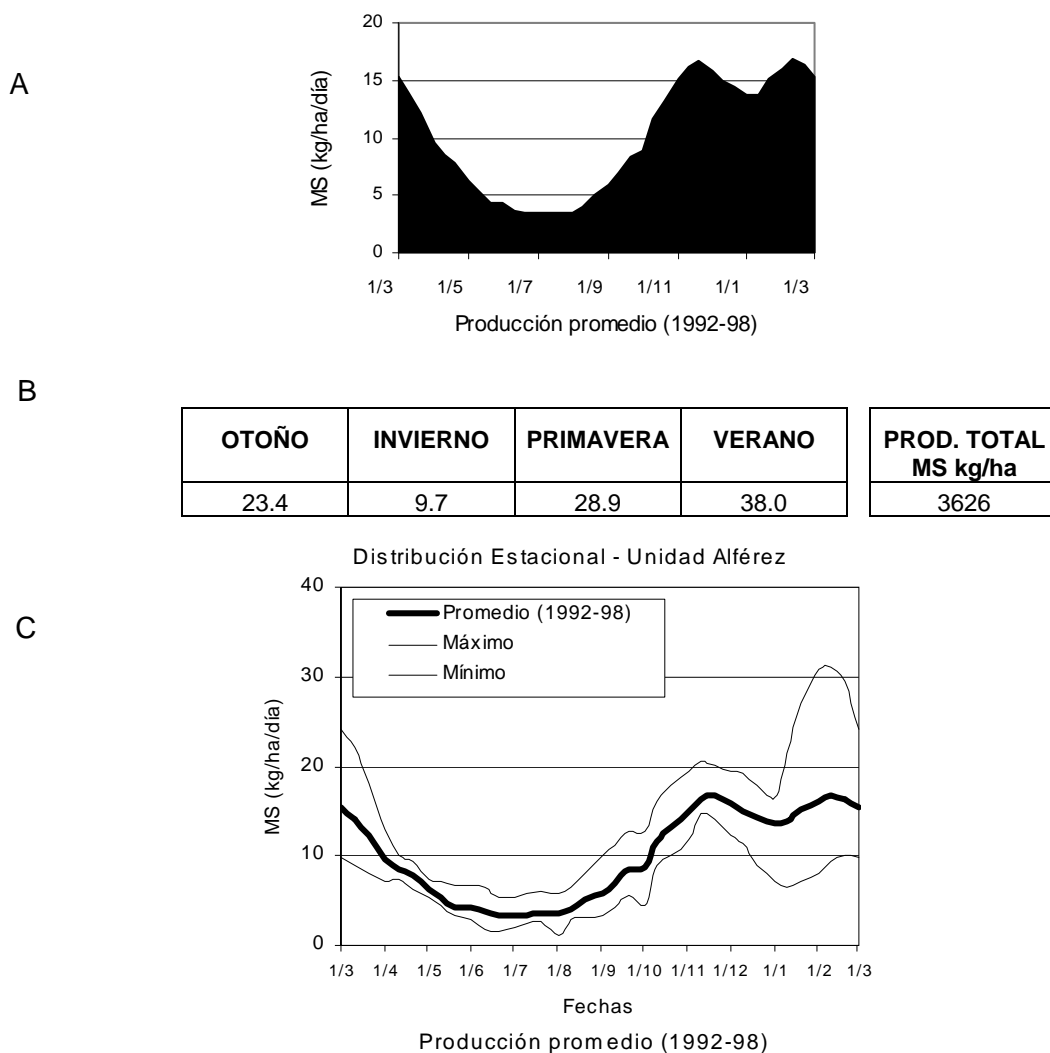 A
20
15
10
5
0
MS (kg/ha/día)
1/3 1/5 1/7 1/9 1/11 1/1 1/3
Producción promedio (1992-98)
B
OTOÑO INVIERNO PRIMAVERA VERANO PROD. TOTAL
MS kg/ha
23.4 9.7 28.9 38.0 3626
Distribución Estacional - Unidad Alférez
C
40
30
20
10
0
MS (kg/ha/día)
Promedio (1992-98)
Máximo
Mínimo
1/3 1/4 1/5 1/6 1/7 1/8 1/9 1/10 1/11 1/12 1/1 1/2 1/3
Fechas
Producción promedio (1992-98)